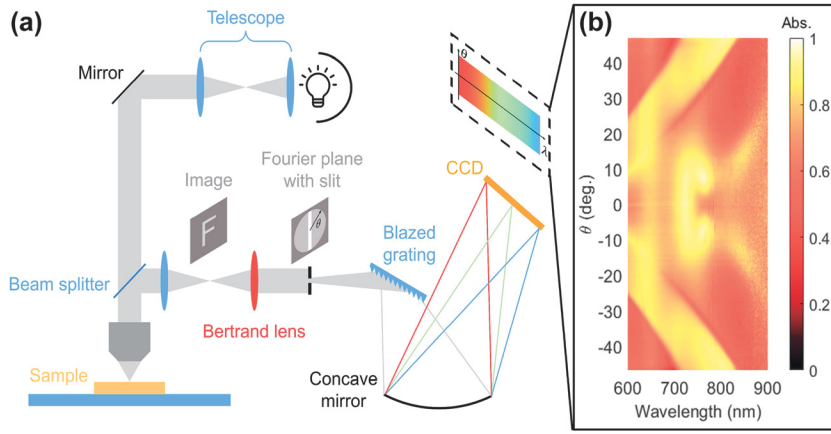 (a)
Telescope
Mirror
Image
F
Fourier plane
with slit
θ
Beam splitter
Bertrand lens
Blazed
grating
CCD
Sample
Concave
mirror
θ
λ
(b)
Abs.
1
0.8
0.6
0.4
0.2
0
40
30
20
10
0
-10
-20
-30
-40
θ (deg.)
600 700 800 900
Wavelength (nm)